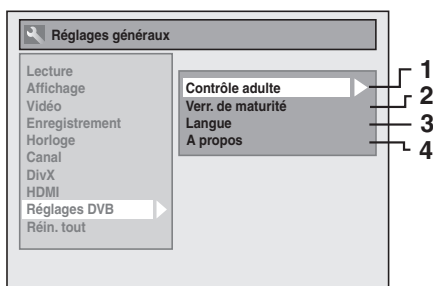 Réglages généraux
Lecture
Affichage
Vidéo
Enregistrement
Horloge
Canal
DivX
HDMI
Réglages DVB
Réin. tout
Contrôle adulte
Verr. de maturité
Langue
A propos
1
2
3
4